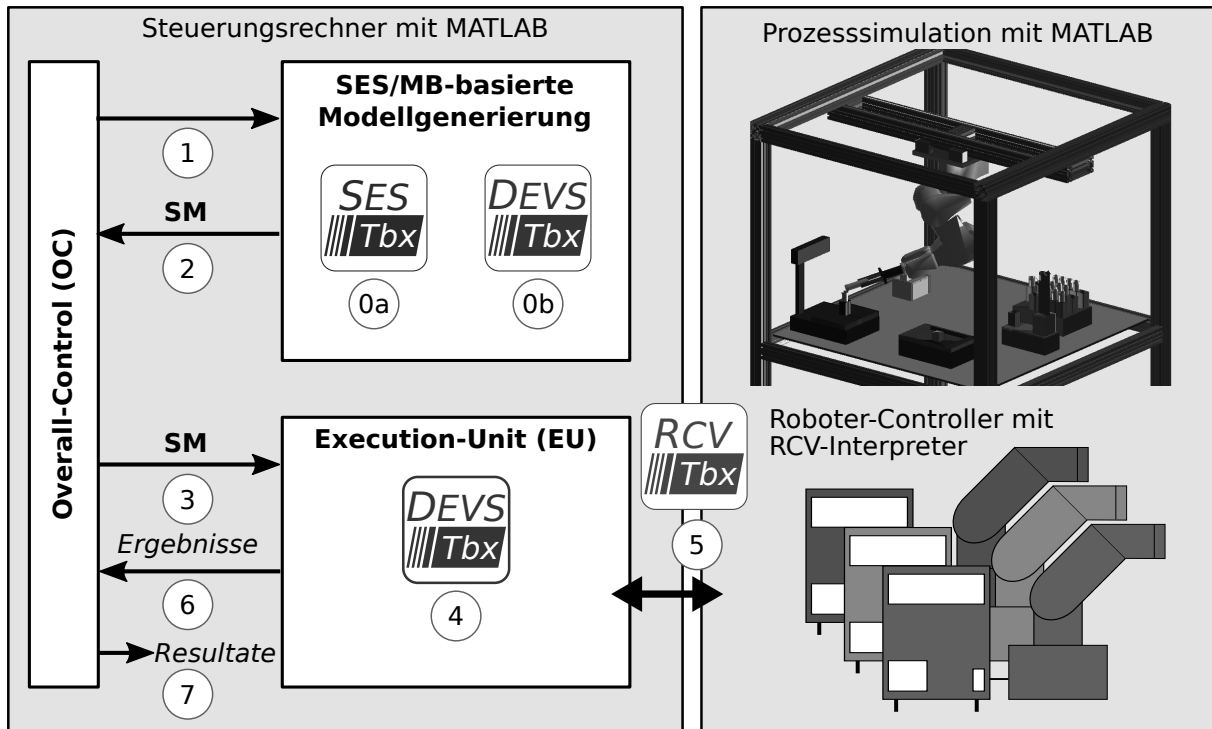 Steuerungsrechner mit MATLAB
Overall-Control (OC)
SES/MB-basierte
Modellgenerierung
1
SM
2
SES
Tbx
0a
DEVS
Tbx
0b
SM
3
Ergebnisse
6
Resultate
7
Execution-Unit (EU)
DEVS
Tbx
4
RCV
Tbx
5
Prozesssimulation mit MATLAB
Roboter-Controller mit
RCV-Interpreter